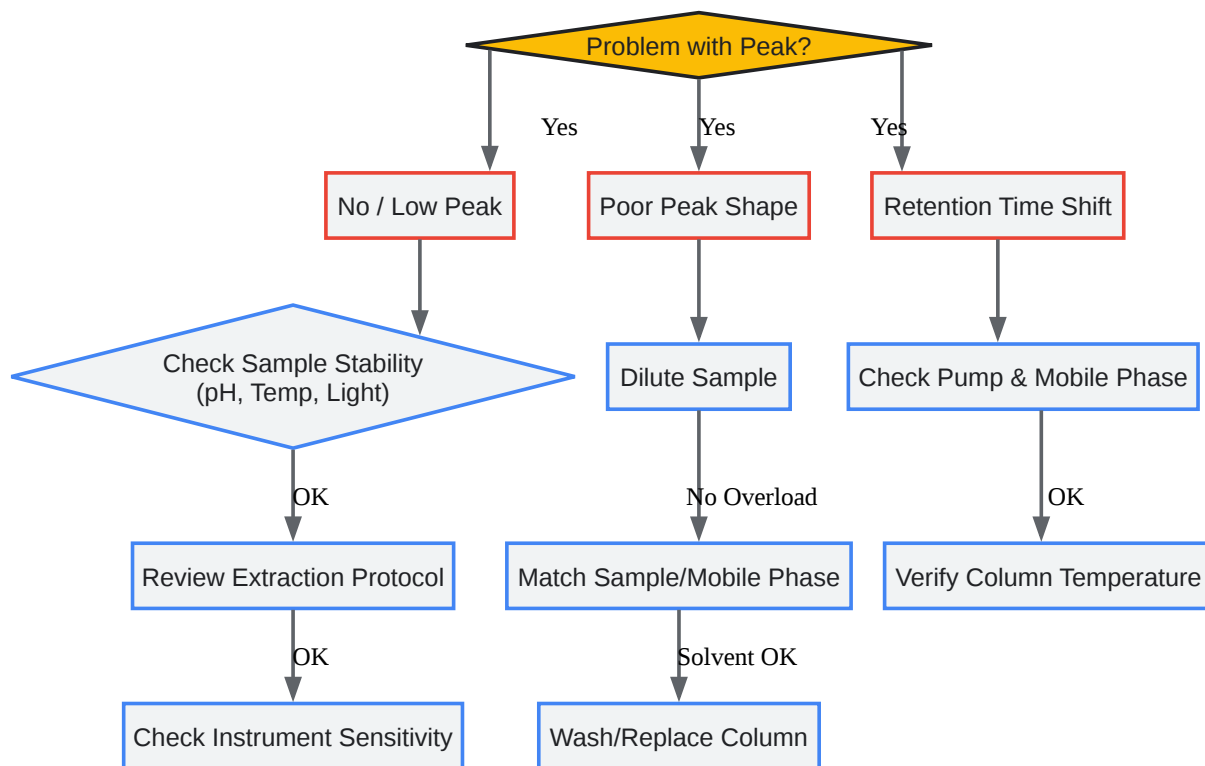 Problem with Peak?
Yes
Yes
Yes
No / Low Peak
Poor Peak Shape
Retention Time Shift
Check Sample Stability
(pH, Temp, Light)
Dilute Sample
Check Pump & Mobile Phase
OK
No Overload
OK
Review Extraction Protocol
Match Sample/Mobile Phase
Verify Column Temperature
OK
Solvent OK
Check Instrument Sensitivity
Wash/Replace Column